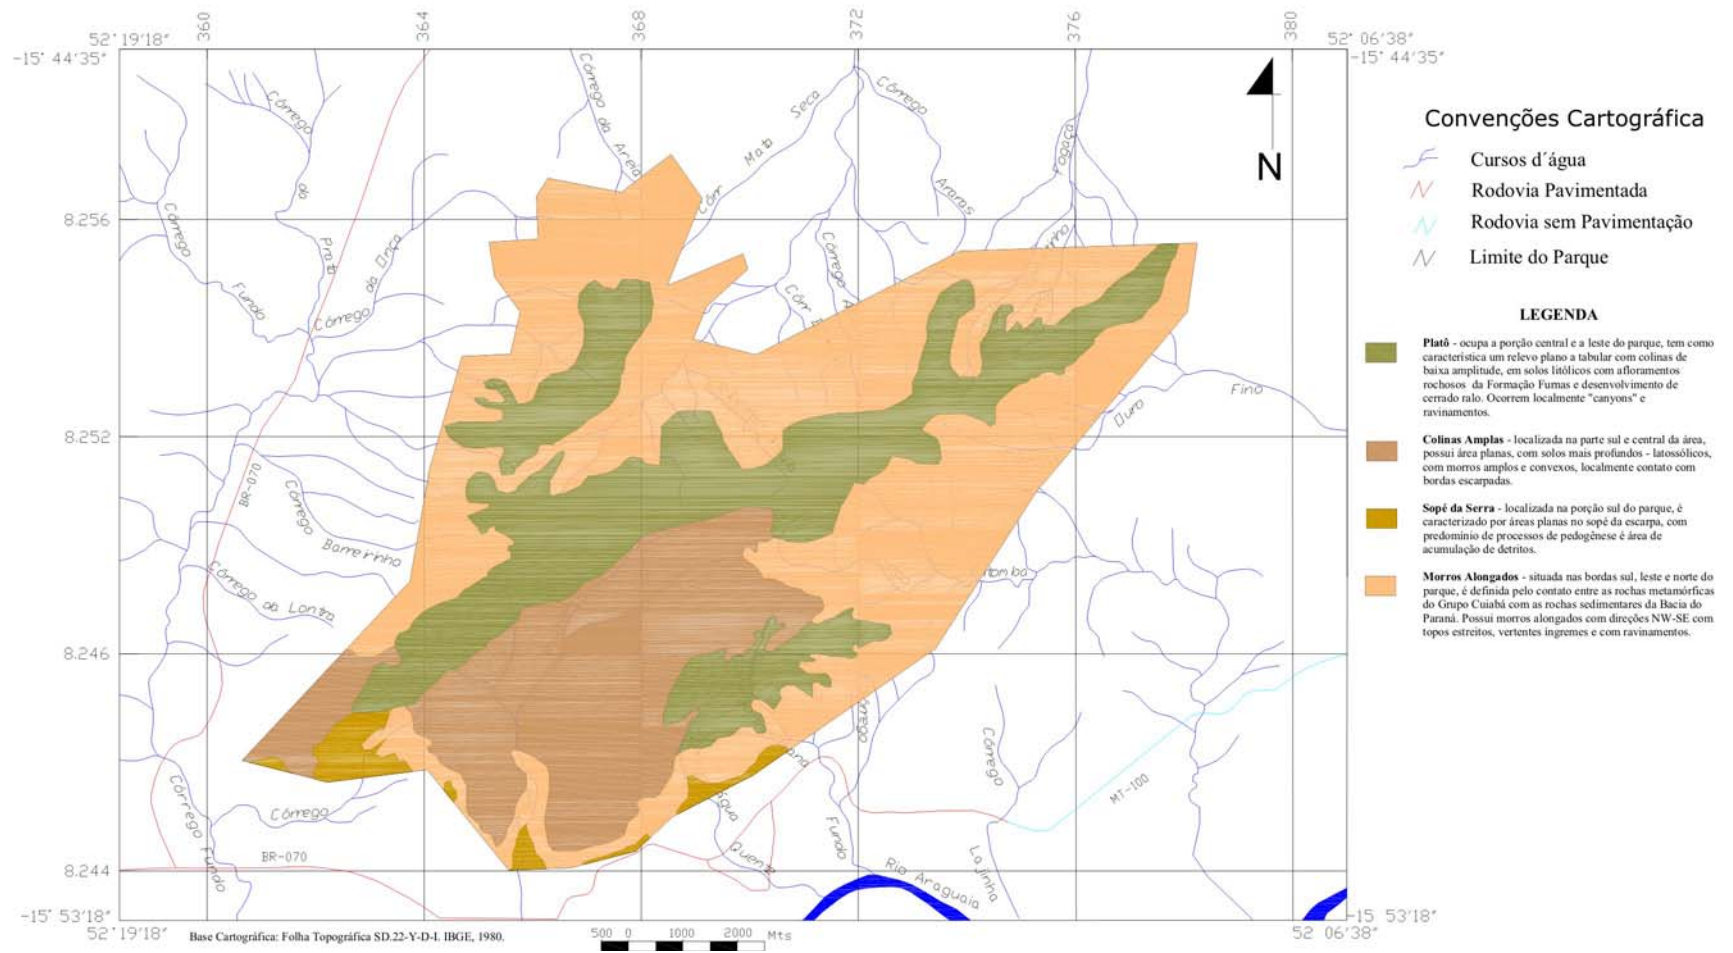 360
364
368
372
376
380
52°19'18"
52°06'38"
-15°44'35"
-15°44'35"
8.256
8.252
8.246
8.244
-15°53'18"
-15 53'18"
52°19'18"
52 06'38"
Córrego
do
Prata
Córrego
Fundo
Córrego da Onça
Córrego da Areia
Córr Mata Seca
Córrego
Araras
Fogaça
Córrego
Córr
Ouro
Fino
BR-070
Córrego
Barreirinho
Córrego da Lontra
Córrego Fundo
Córrego
BR-070
Água
Quente
Fundo
Córrego
Lajinha
MT-100
Rio Araguaia
N
Convenções Cartográfica
Cursos d´água
Rodovia Pavimentada
Rodovia sem Pavimentação
Limite do Parque
LEGENDA
Platô - ocupa a porção central e a leste do parque, tem como
característica um relevo plano a tabular com colinas de
baixa amplitude, em solos litólicos com afloramentos
rochosos da Formação Furnas e desenvolvimento de
cerrado ralo. Ocorrem localmente "canyons" e
ravinamentos.
Colinas Amplas - localizada na parte sul e central da área,
possui área planas, com solos mais profundos - latossólicos,
com morros amplos e convexos, localmente contato com
bordas escarpadas.
Sopé da Serra - localizada na porção sul do parque, é
caracterizado por áreas planas no sopé da escarpa, com
predomínio de processos de pedogênese é área de
acumulação de detritos.
Morros Alongados - situada nas bordas sul, leste e norte do
parque, é definida pelo contato entre as rochas metamórficas
do Grupo Cuiabá com as rochas sedimentares da Bacia do
Paraná. Possui morros alongados com direções NW-SE com
topos estreitos, vertentes íngremes e com ravinamentos.
Base Cartográfica: Folha Topográfica SD.22-Y-D-I. IBGE, 1980.
500 0 1000 2000 Mts